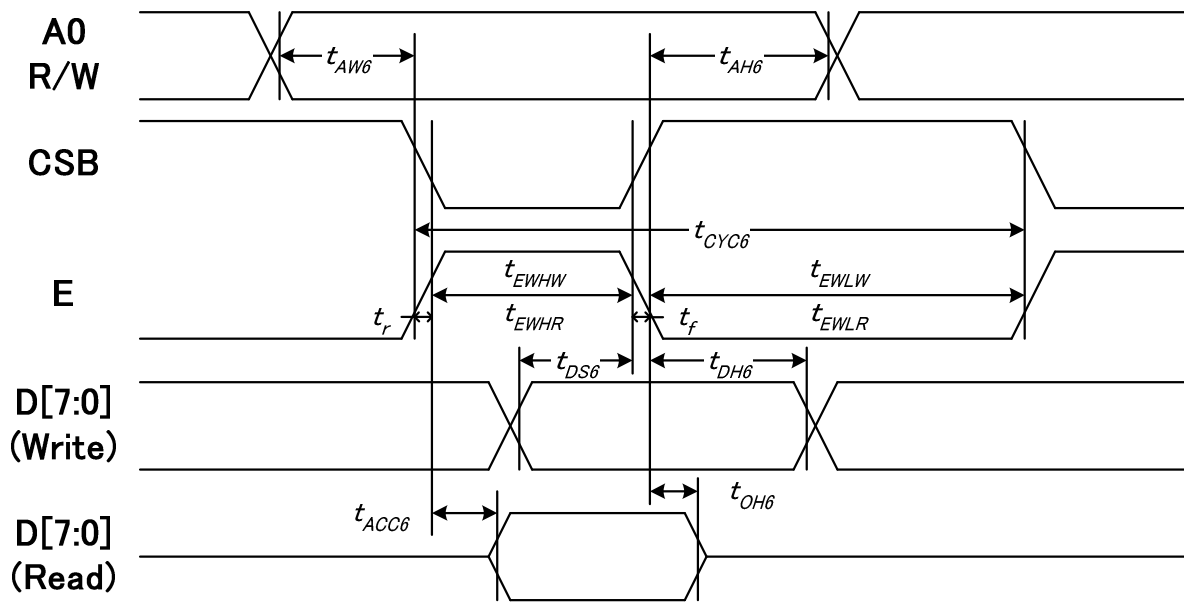 A0
R/W
tAW6
tAH6
CSB
tCYC6
E
tEWHW
tEWLW
tr
tEWHR
tf
tEWLR
tDS6
tDH6
D[7:0]
(Write)
tACC6
tOH6
D[7:0]
(Read)